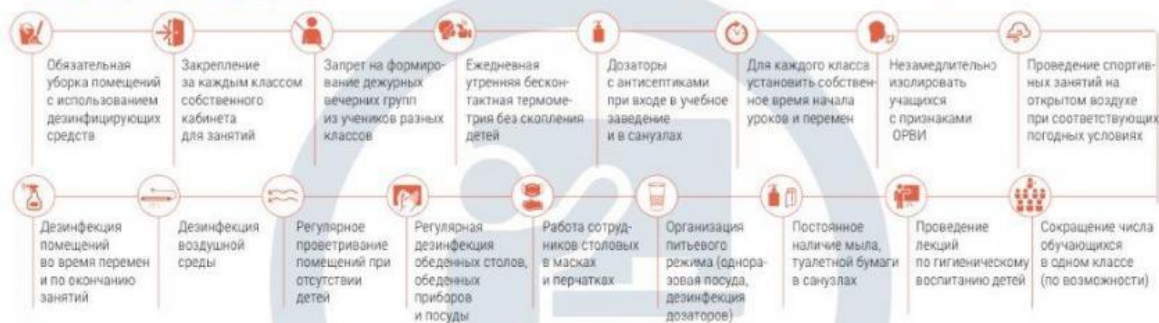 Обязательная
уборка помещений
с использованием
дезинфицирующих
средств
Закрепление
за каждым классом
собственного
кабинета
для занятий
Запрет на формиро-
вание дежурных
вечерних групп
из учеников разных
классов
Ежедневная
утренняя бескон-
тактная термоме-
трия без скопления
детей
Дозаторы
с антисептиками
при входе в учебное
заведение
и в санузлах
Для каждого класса
установить собствен-
ное время начала
уроков и перемен
Незамедлительно
изолировать
учащихся
с признаками
ОРВИ
Проведение спортив-
ных занятий на
открытом воздухе
при соответствующих
погодных условиях
Дезинфекция
помещений
во время перемен
и по окончанию
занятий
Дезинфекция
воздушной
среды
Регулярное
проветривание
помещений при
отсутствии
детей
Регулярная
дезинфекция
обеденных столов,
обеденных
приборов
и посуды
Работа сотруд-
ников столовых
в масках
и перчатках
Организация
питьевого
режима (однора-
зовая посуда,
дезинфекция
дозаторов)
Постоянное
наличие мыла,
туалетной бумаги
в санузлах
Проведение
лекций
по гигиеническому
воспитанию детей
Сокращение числа
обучающихся
в одном классе
(по возможности)